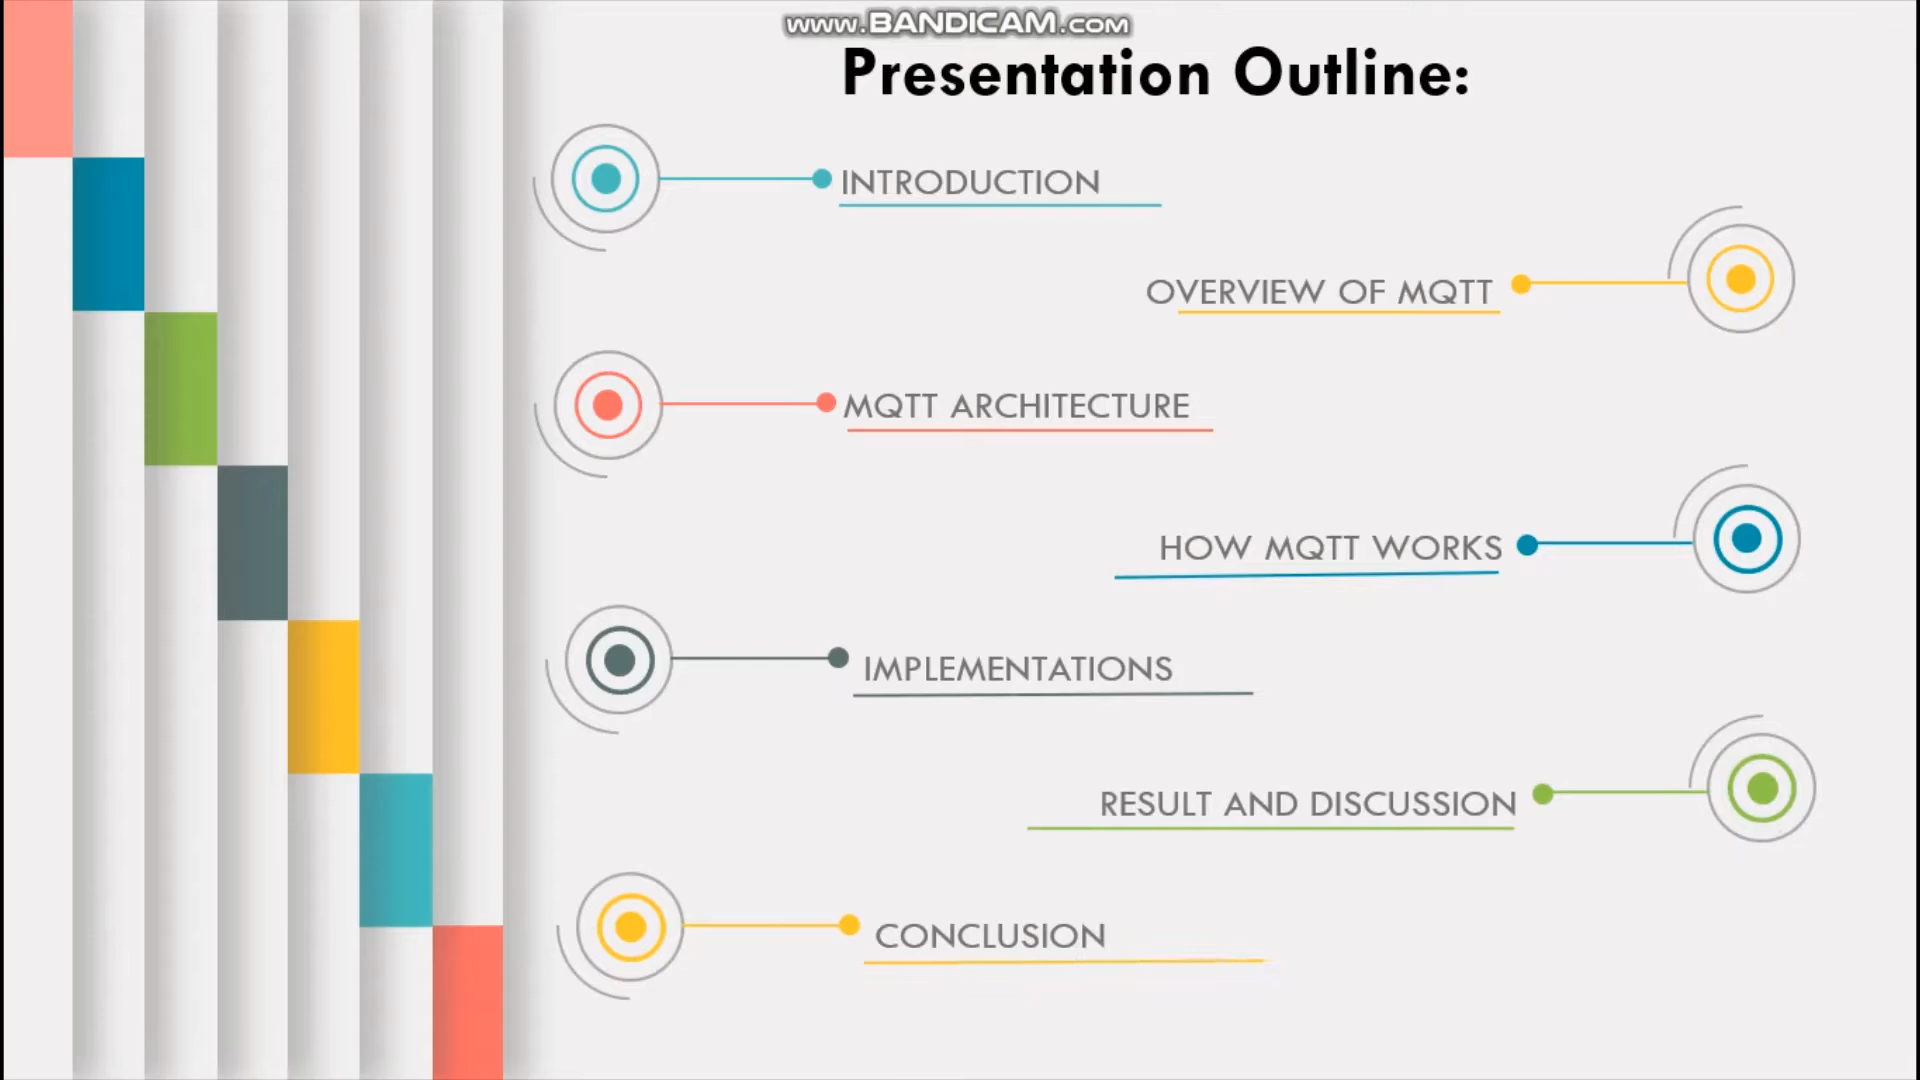 www.BANDICAM.com
Presentation Outline:
INTRODUCTION
OVERVIEW OF MQTT
MQTT ARCHITECTURE
HOW MQTT WORKS
IMPLEMENTATIONS
RESULT AND DISCUSSION
CONCLUSION